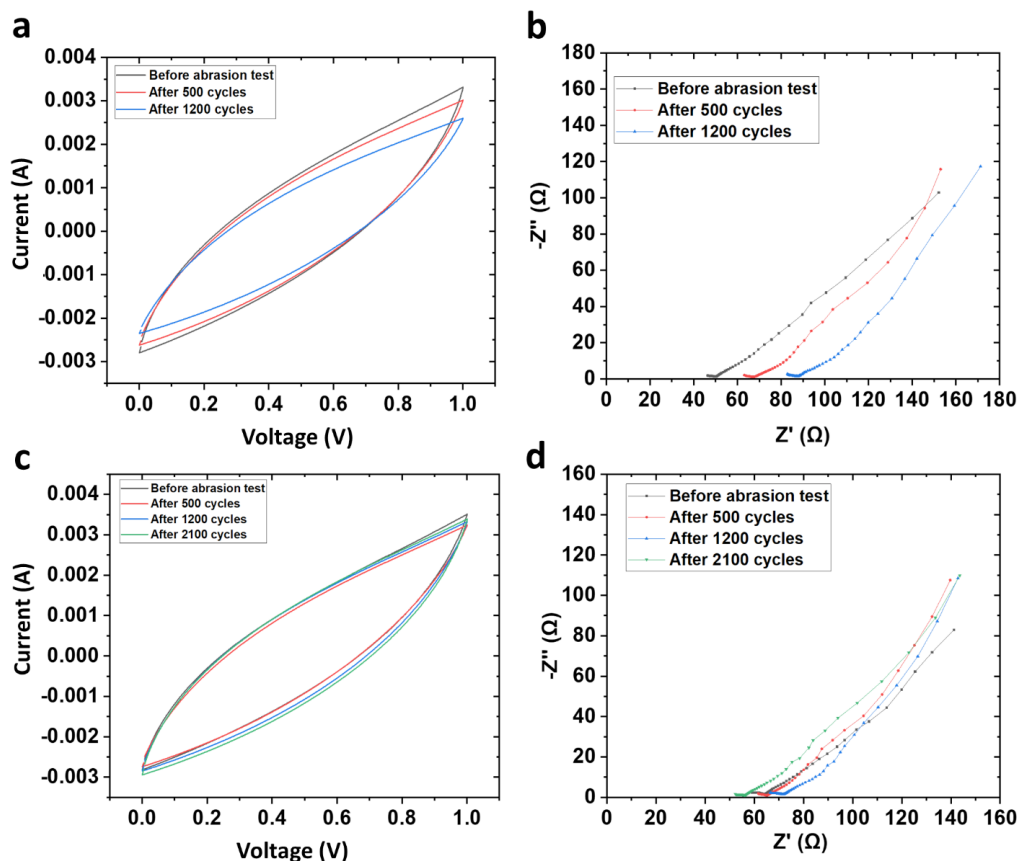 a
0.004
0.003
0.002
0.001
0.000
-0.001
-0.002
-0.003
Current (A)
Before abrasion test
After 500 cycles
After 1200 cycles
0.0 0.2 0.4 0.6 0.8 1.0
Voltage (V)
b
180
160
140
120
100
80
60
40
20
0
-Z" (Ω)
Before abrasion test
After 500 cycles
After 1200 cycles
0 20 40 60 80 100 120 140 160 180
Z' (Ω)
c
0.004
0.003
0.002
0.001
0.000
-0.001
-0.002
-0.003
Current (A)
Before abrasion test
After 500 cycles
After 1200 cycles
After 2100 cycles
0.0 0.2 0.4 0.6 0.8 1.0
Voltage (V)
d
160
140
120
100
80
60
40
20
0
-Z" (Ω)
Before abrasion test
After 500 cycles
After 1200 cycles
After 2100 cycles
0 20 40 60 80 100 120 140 160
Z' (Ω)